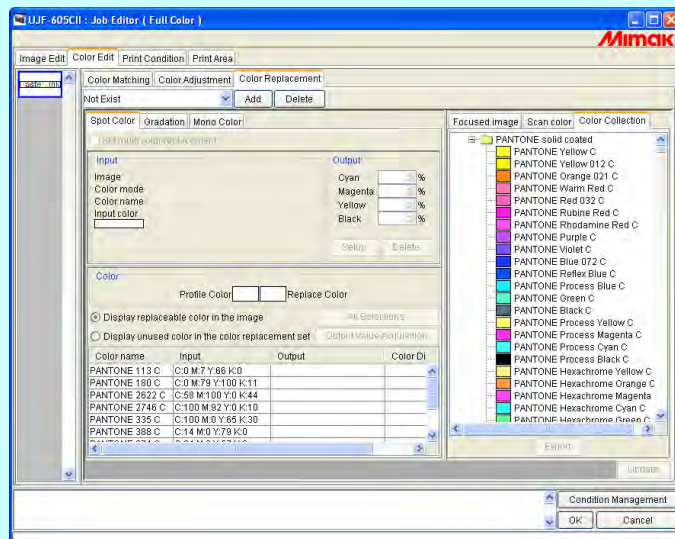 UJF-605CII : Job Editor ( Full Color )
Mimaki
Image Edit Color Edit Print Condition Print Area
Color Matching Color Adjustment Color Replacement
Not Exist Add Delete
Spot Color Gradation Mono Color
Input
Image
Color mode
Color name
Input color
Output
Cyan %
Magenta %
Yellow %
Black %
Setup Delete
Color
Profile Color Replace Color
Display replaceable color in the image All Selections
Display unused color in the color replacement set Output Value Acquisition
Color name Input Output Color Di
PANTONE 113 C C:0 M:7 Y:66 K:0
PANTONE 180 C C:0 M:79 Y:100 K:11
PANTONE 2622 C C:58 M:100 Y:0 K:44
PANTONE 2746 C C:100 M:92 Y:0 K:10
PANTONE 335 C C:100 M:0 Y:65 K:30
PANTONE 388 C C:14 M:0 Y:79 K:0
Focused image Scan color Color Collection
PANTONE solid coated
PANTONE Yellow C
PANTONE Yellow 012 C
PANTONE Orange 021 C
PANTONE Warm Red C
PANTONE Red 032 C
PANTONE Rubine Red C
PANTONE Rhodamine Red C
PANTONE Purple C
PANTONE Violet C
PANTONE Blue 072 C
PANTONE Reflex Blue C
PANTONE Process Blue C
PANTONE Green C
PANTONE Black C
PANTONE Process Yellow C
PANTONE Process Magenta C
PANTONE Process Cyan C
PANTONE Process Black C
PANTONE Hexachrome Yellow C
PANTONE Hexachrome Orange C
PANTONE Hexachrome Magenta
PANTONE Hexachrome Cyan C
PANTONE Hexachrome Green C
Export
Update
Condition Management
OK Cancel